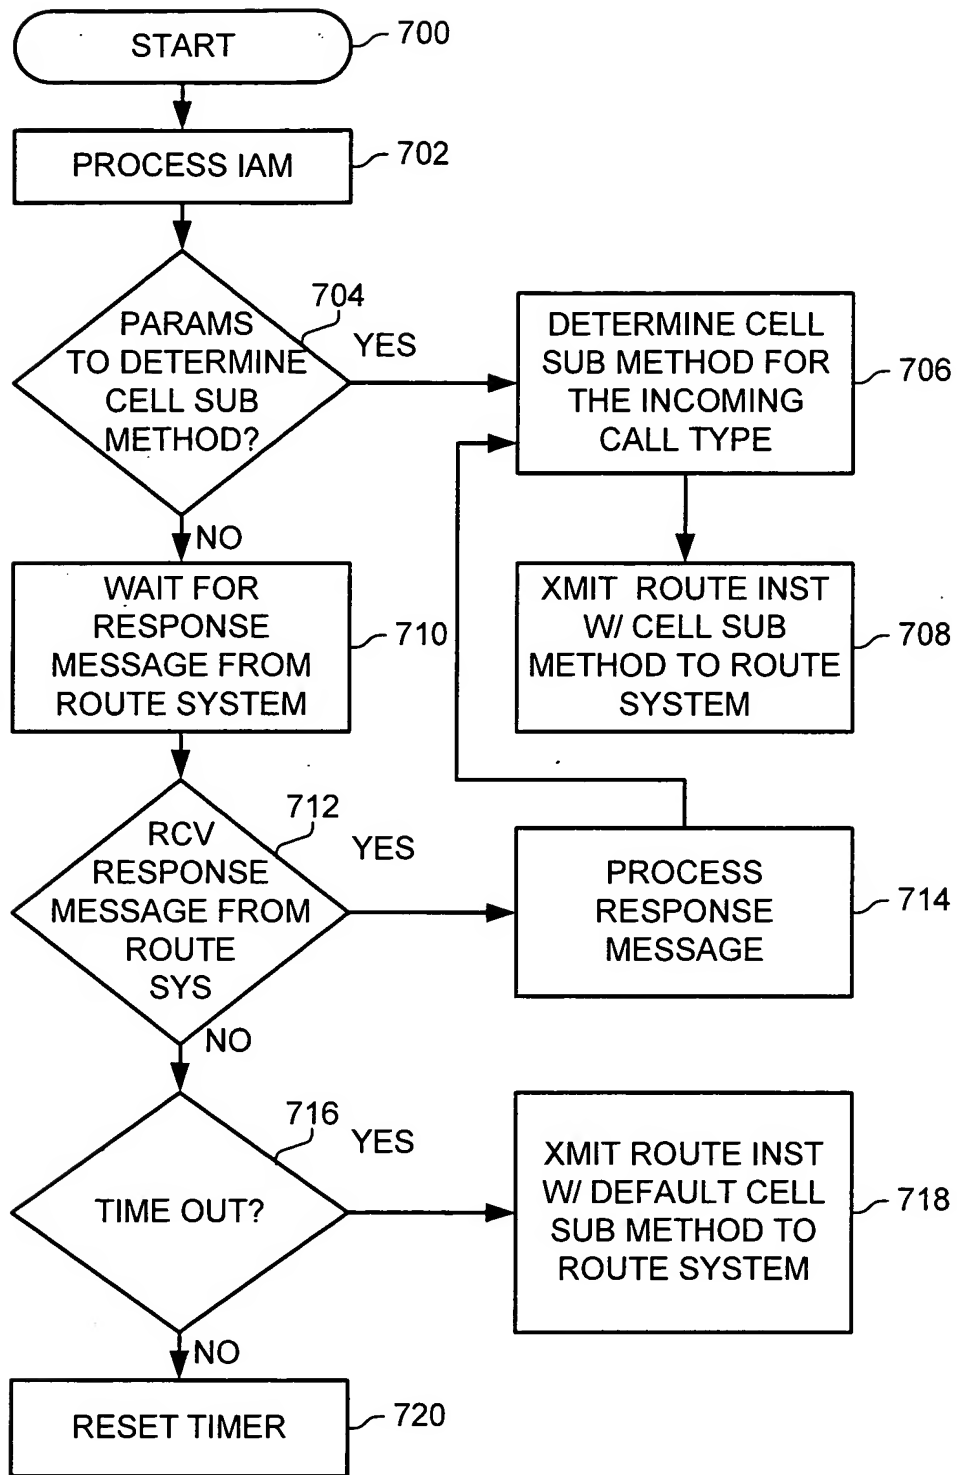 START
700
PROCESS IAM
702
704
PARAMS
TO DETERMINE
CELL SUB
METHOD?
YES
DETERMINE CELL
SUB METHOD FOR
THE INCOMING
CALL TYPE
706
NO
WAIT FOR
RESPONSE
MESSAGE FROM
ROUTE SYSTEM
710
XMIT ROUTE INST
W/ CELL SUB
METHOD TO ROUTE
SYSTEM
708
712
RCV
RESPONSE
MESSAGE FROM
ROUTE
SYS
YES
PROCESS
RESPONSE
MESSAGE
714
NO
716
TIME OUT?
YES
XMIT ROUTE INST
W/ DEFAULT CELL
SUB METHOD TO
ROUTE SYSTEM
718
NO
RESET TIMER
720